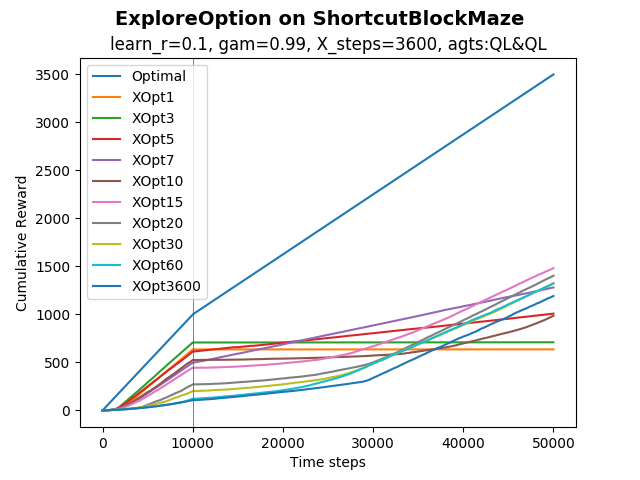 ExploreOption on ShortcutBlockMaze
learn_r=0.1, gam=0.99, X_steps=3600, agts:QL&QL
Cumulative Reward
3500
3000
2500
2000
1500
1000
500
0
Optimal
XOpt1
XOpt3
XOpt5
XOpt7
XOpt10
XOpt15
XOpt20
XOpt30
XOpt60
XOpt3600
0 10000 20000 30000 40000 50000
Time steps